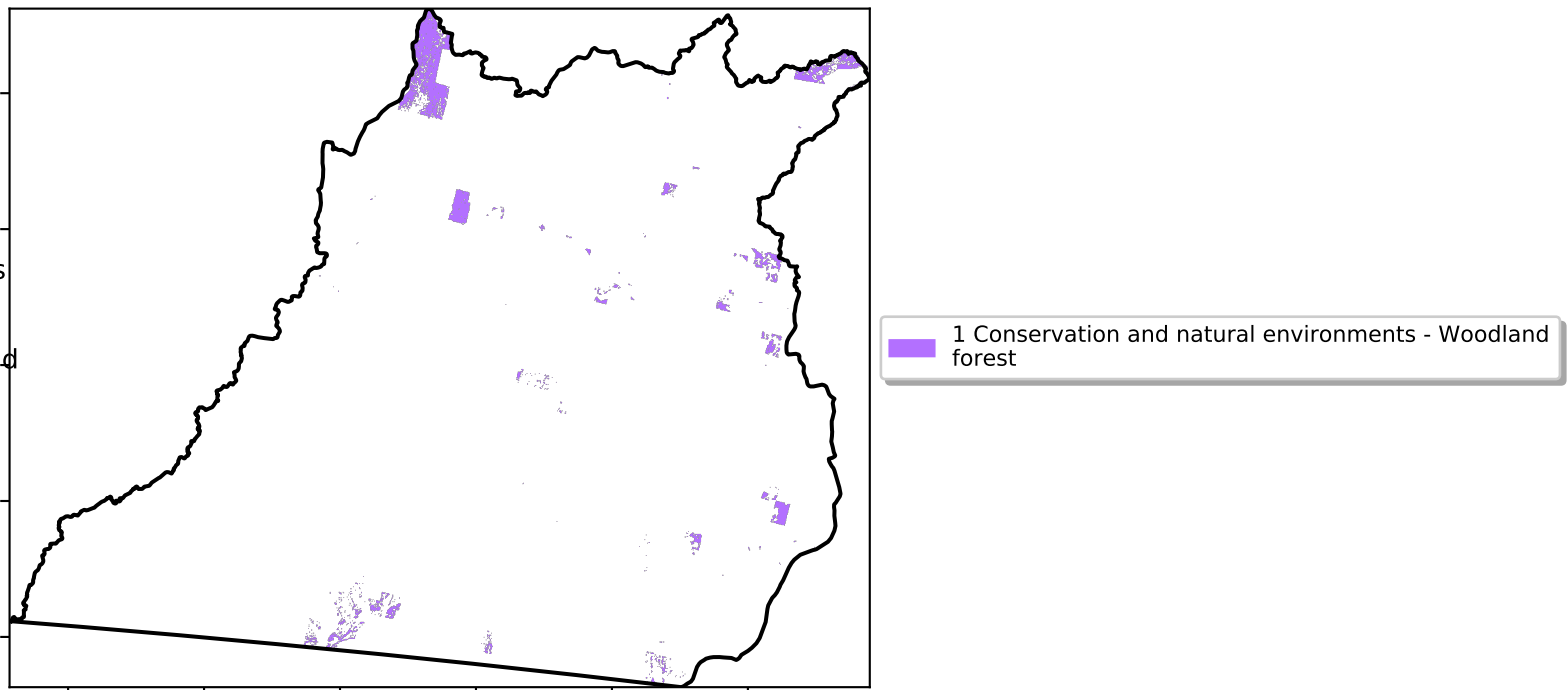 s
d
1 Conservation and natural environments - Woodland
forest